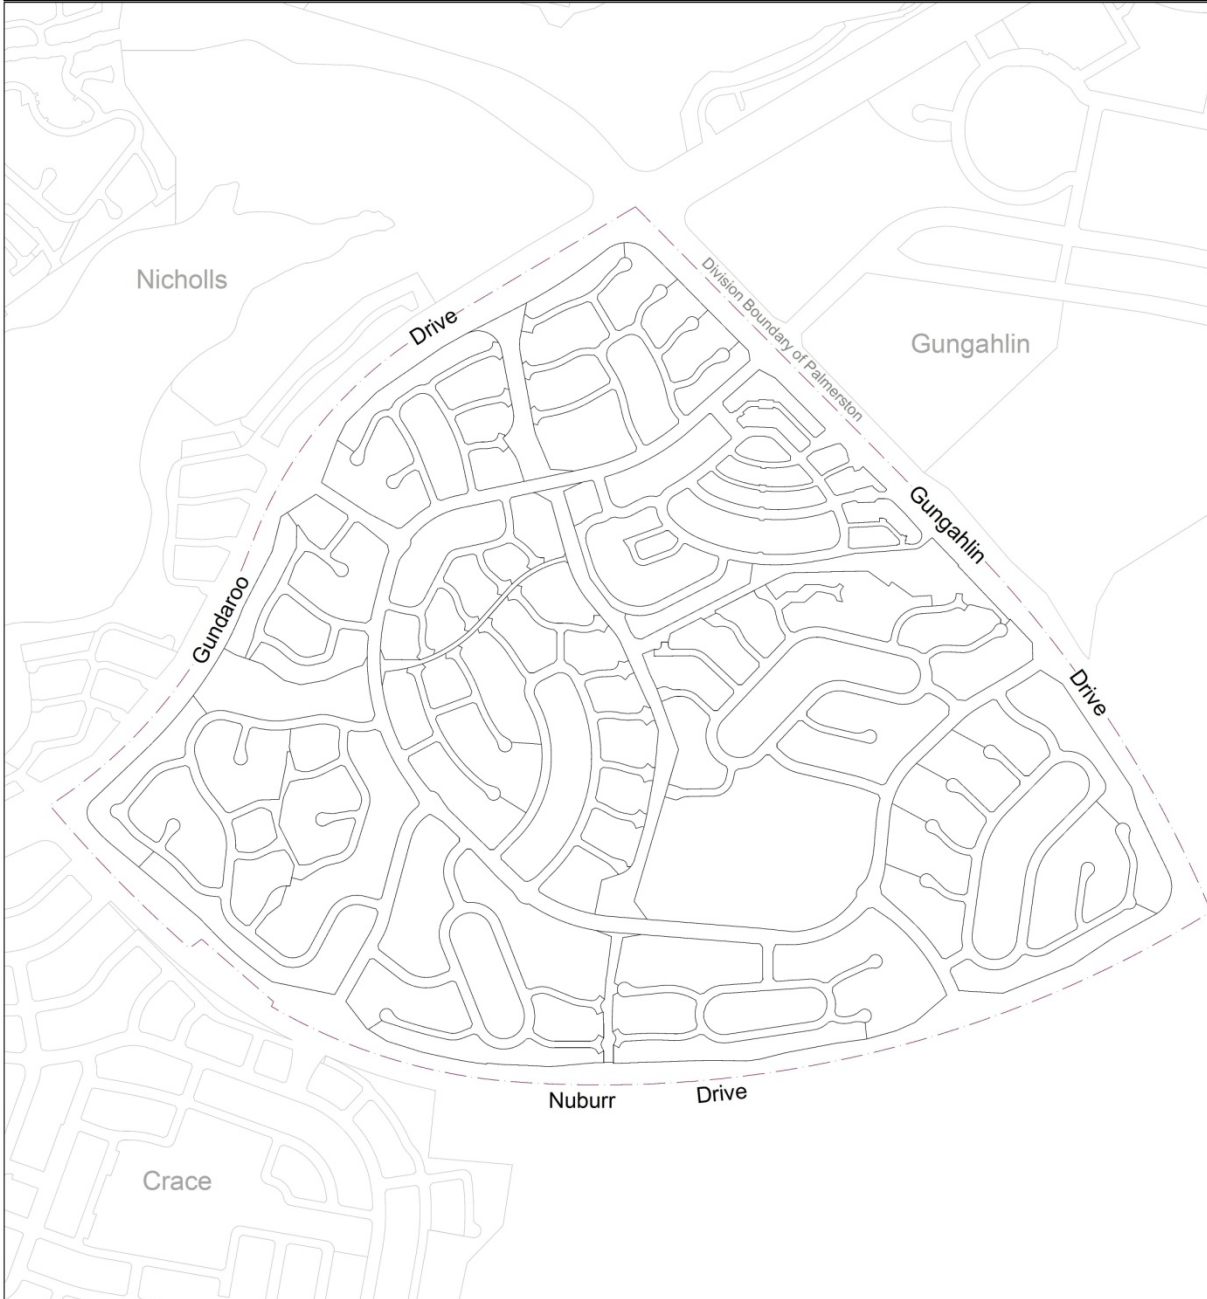 Nicholls
Drive
Division Boundary of Palmerston
Gungahlin
Gungahlin
Gundaroo
Drive
Nuburr
Drive
Crace